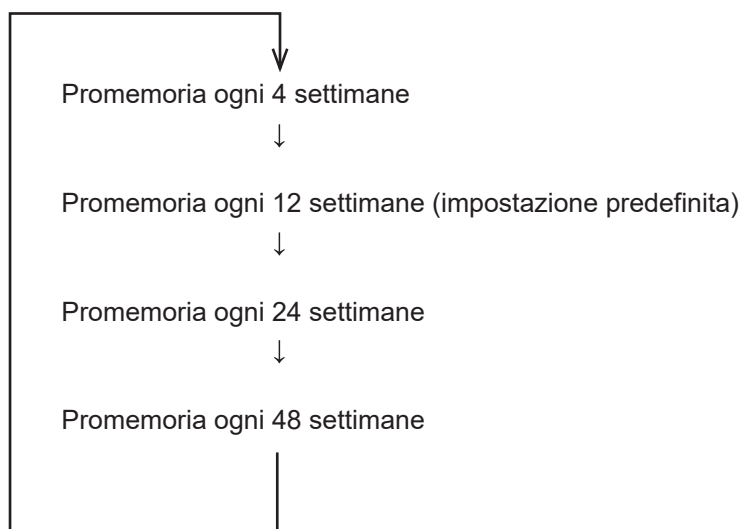 Promemoria ogni 4 settimane
↓
Promemoria ogni 12 settimane (impostazione predefinita)
↓
Promemoria ogni 24 settimane
↓
Promemoria ogni 48 settimane